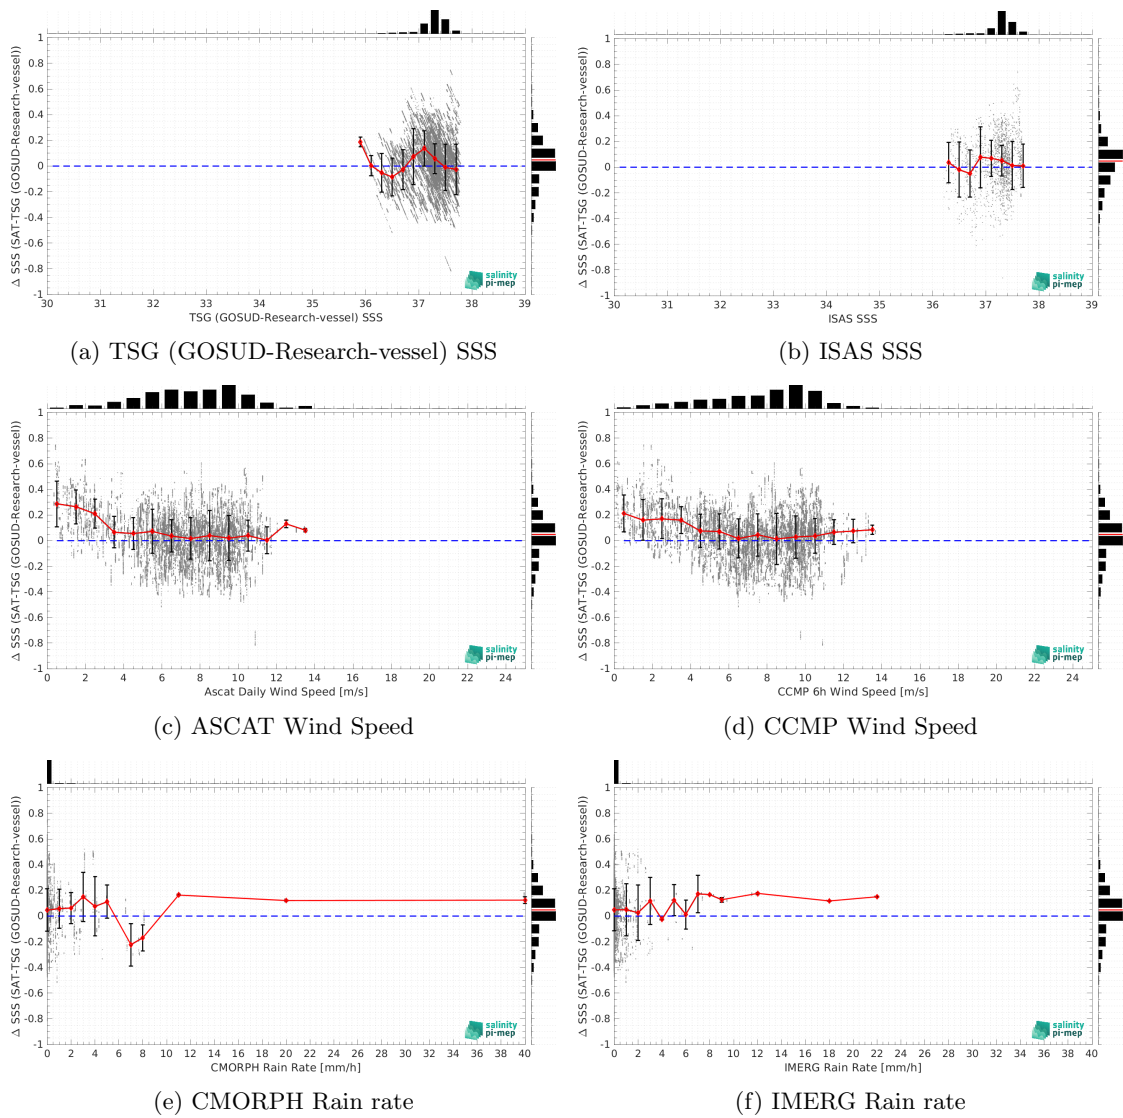 Δ SSS (SAT-TSG (GOSUD-Research-vessel))
1
0.8
0.6
0.4
0.2
0
-0.2
-0.4
-0.6
-0.8
-1
30 31 32 33 34 35 36 37 38 39
TSG (GOSUD-Research-vessel) SSS
salinity
pi-mep
(a) TSG (GOSUD-Research-vessel) SSS
Δ SSS (SAT-TSG (GOSUD-Research-vessel))
1
0.8
0.6
0.4
0.2
0
-0.2
-0.4
-0.6
-0.8
-1
30 31 32 33 34 35 36 37 38 39
ISAS SSS
salinity
pi-mep
(b) ISAS SSS
Δ SSS (SAT-TSG (GOSUD-Research-vessel))
1
0.8
0.6
0.4
0.2
0
-0.2
-0.4
-0.6
-0.8
-1
0 2 4 6 8 10 12 14 16 18 20 22 24
Ascat Daily Wind Speed [m/s]
salinity
pi-mep
(c) ASCAT Wind Speed
Δ SSS (SAT-TSG (GOSUD-Research-vessel))
1
0.8
0.6
0.4
0.2
0
-0.2
-0.4
-0.6
-0.8
-1
0 2 4 6 8 10 12 14 16 18 20 22 24
CCMP 6h Wind Speed [m/s]
salinity
pi-mep
(d) CCMP Wind Speed
Δ SSS (SAT-TSG (GOSUD-Research-vessel))
1
0.8
0.6
0.4
0.2
0
-0.2
-0.4
-0.6
-0.8
-1
0 2 4 6 8 10 12 14 16 18 20 22 24 26 28 30 32 34 36 38 40
CMORPH Rain Rate [mm/h]
salinity
pi-mep
(e) CMORPH Rain rate
Δ SSS (SAT-TSG (GOSUD-Research-vessel))
1
0.8
0.6
0.4
0.2
0
-0.2
-0.4
-0.6
-0.8
-1
0 2 4 6 8 10 12 14 16 18 20 22 24 26 28 30 32 34 36 38 40
IMERG Rain Rate [mm/h]
salinity
pi-mep
(f) IMERG Rain rate